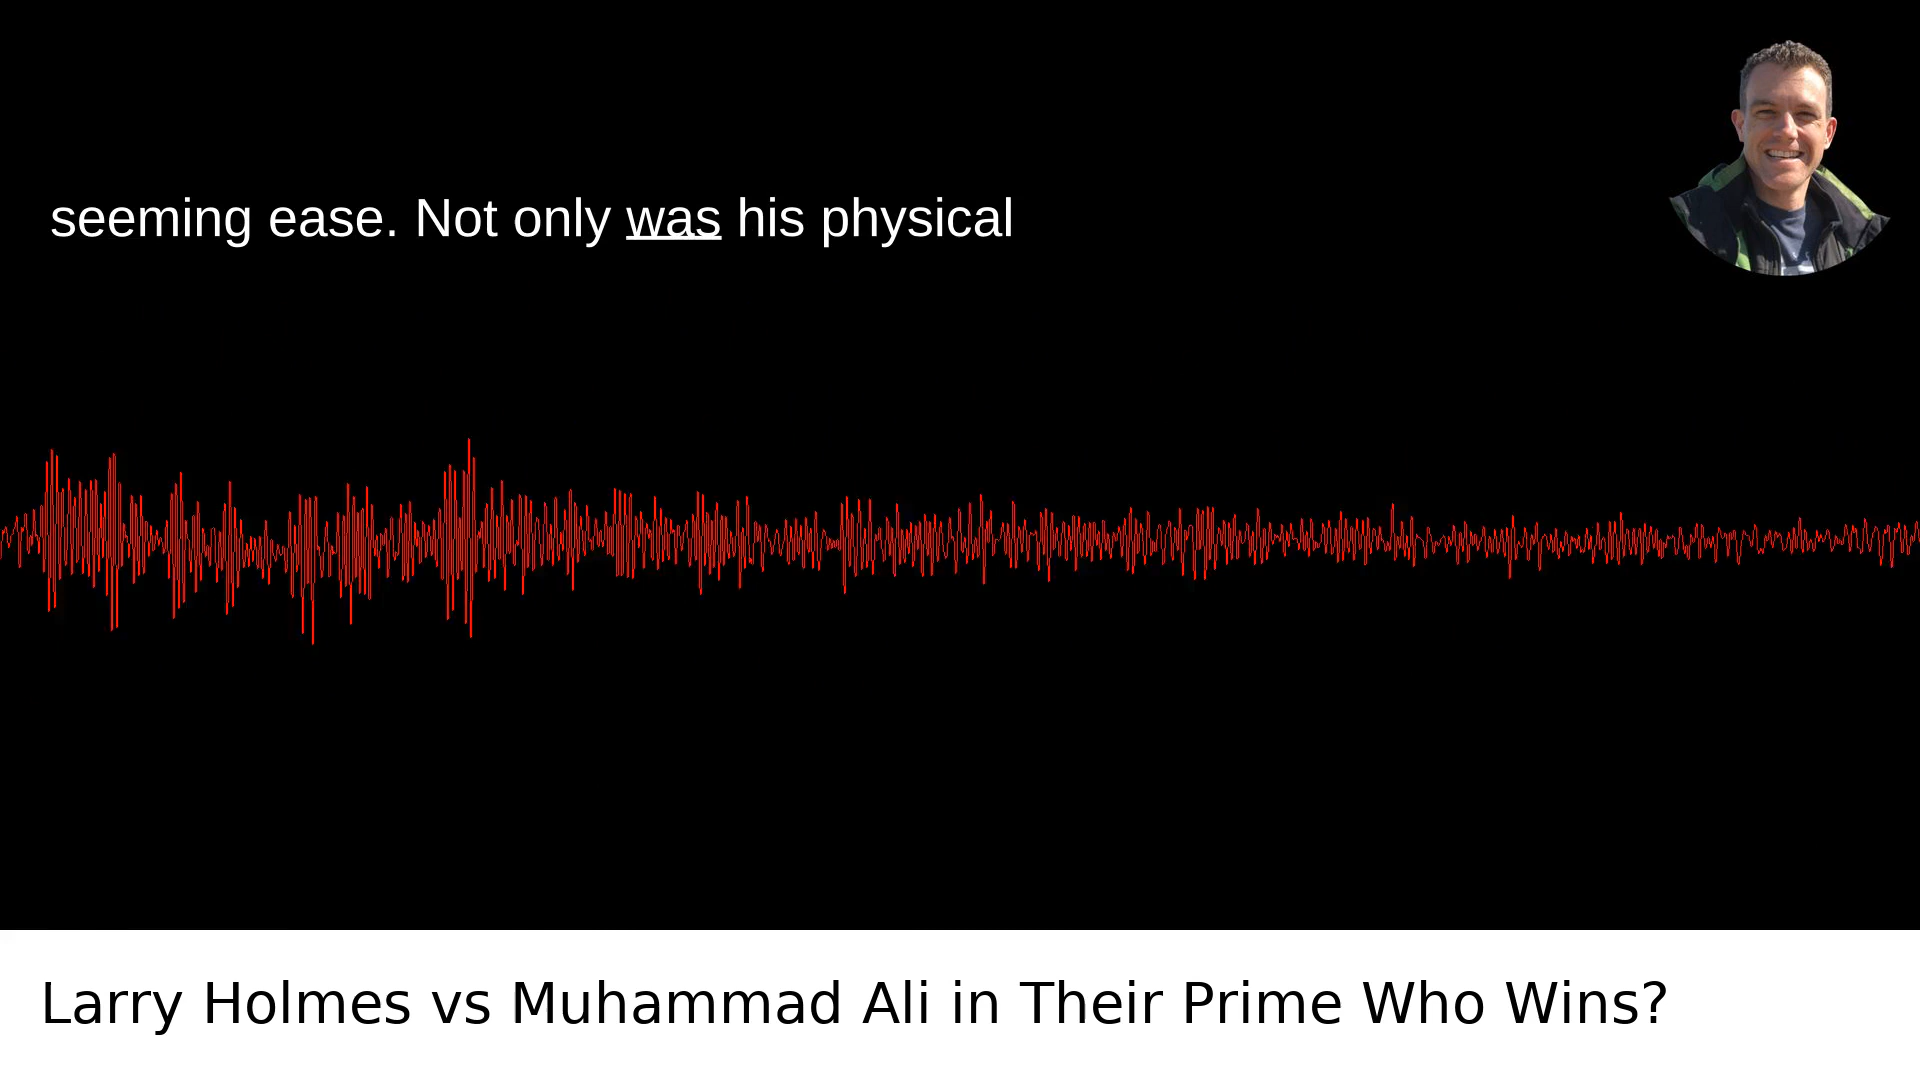 seeming ease. Not only was his physical
Larry Holmes vs Muhammad Ali in Their Prime Who Wins?